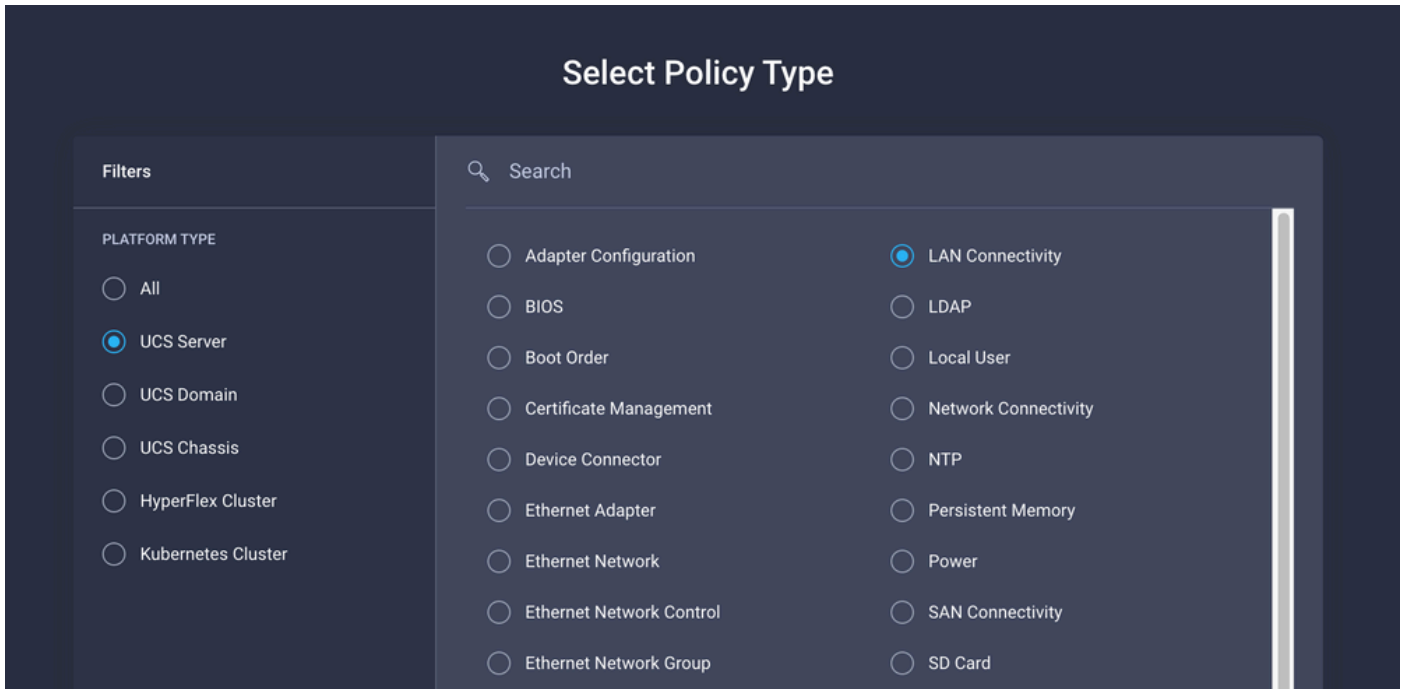 Select Policy Type
Filters
Search
PLATFORM TYPE
All
UCS Server
UCS Domain
UCS Chassis
HyperFlex Cluster
Kubernetes Cluster
Adapter Configuration
BIOS
Boot Order
Certificate Management
Device Connector
Ethernet Adapter
Ethernet Network
Ethernet Network Control
Ethernet Network Group
LAN Connectivity
LDAP
Local User
Network Connectivity
NTP
Persistent Memory
Power
SAN Connectivity
SD Card